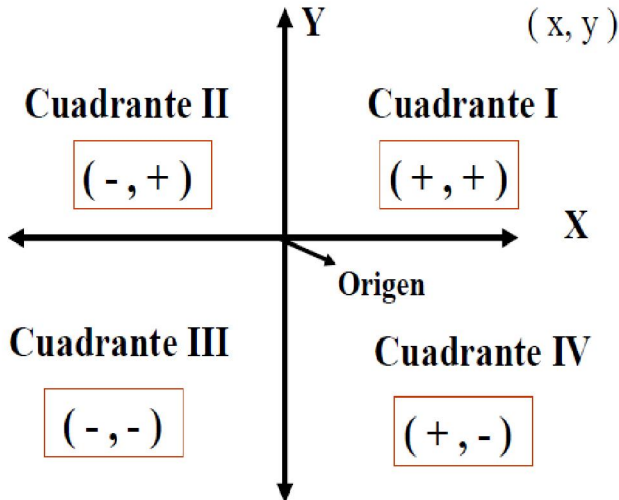 Y
( x, y )
Cuadrante II
Cuadrante I
( - , + )
( + , + )
X
Origen
Cuadrante III
Cuadrante IV
( - , - )
( + , - )